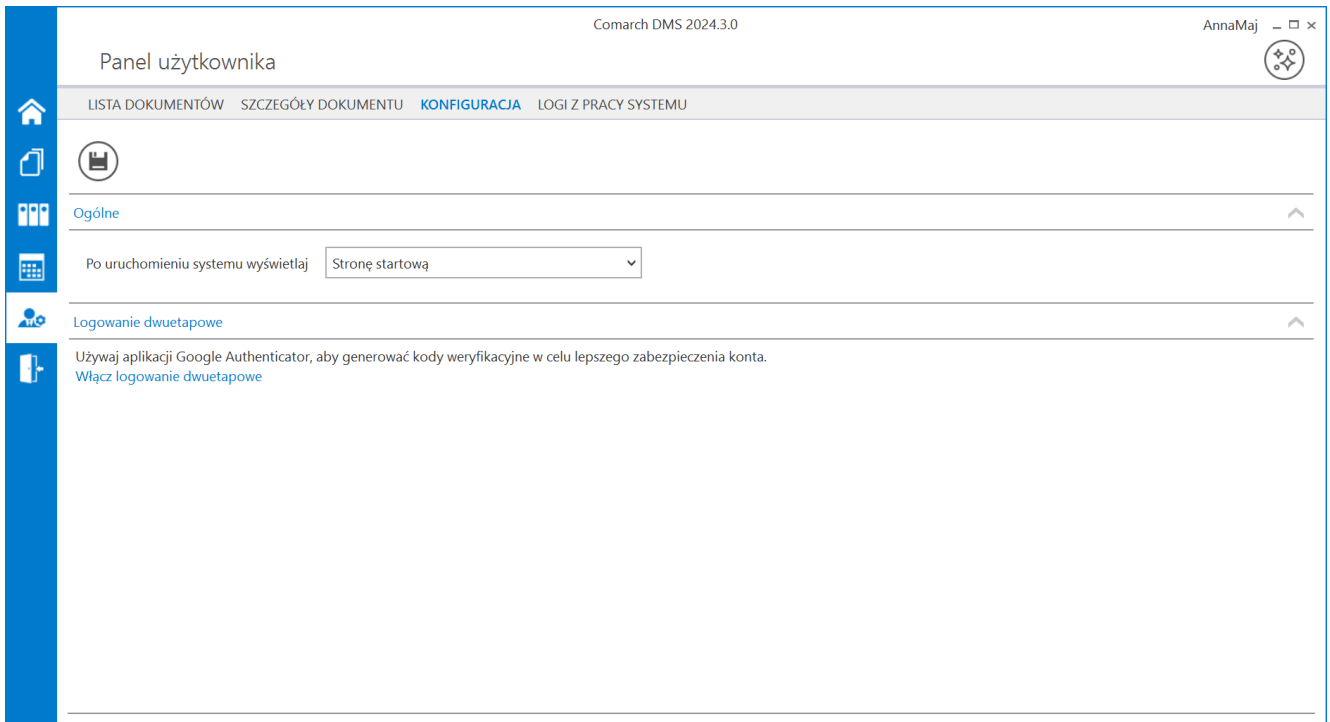 Comarch DMS 2024.3.0
AnnaMaj
Panel użytkownika
LISTA DOKUMENTÓW SZCZEGÓŁY DOKUMENTU KONFIGURACJA LOGI Z PRACY SYSTEMU
Ogólne
Po uruchomieniu systemu wyświetlaj Stronę startową
Logowanie dwuetapowe
Używaj aplikacji Google Authenticator, aby generować kody weryfikacyjne w celu lepszego zabezpieczenia konta.
Włącz logowanie dwuetapowe